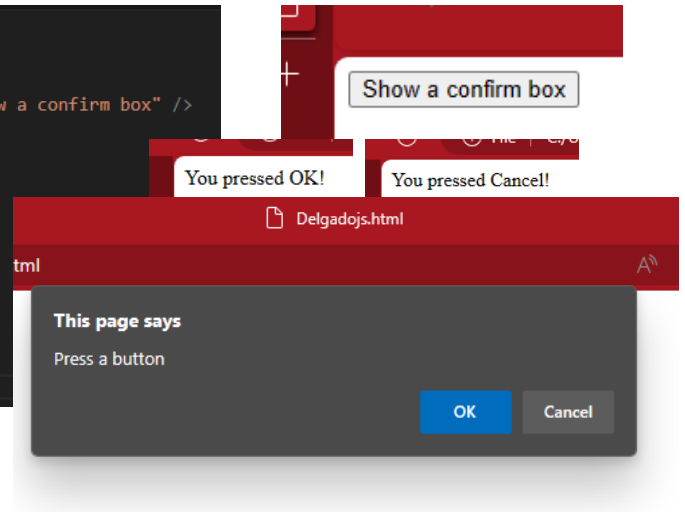 w a confirm box" />
Show a confirm box
You pressed OK!
You pressed Cancel!
Delgadojs.html
tml
This page says
Press a button
OK
Cancel